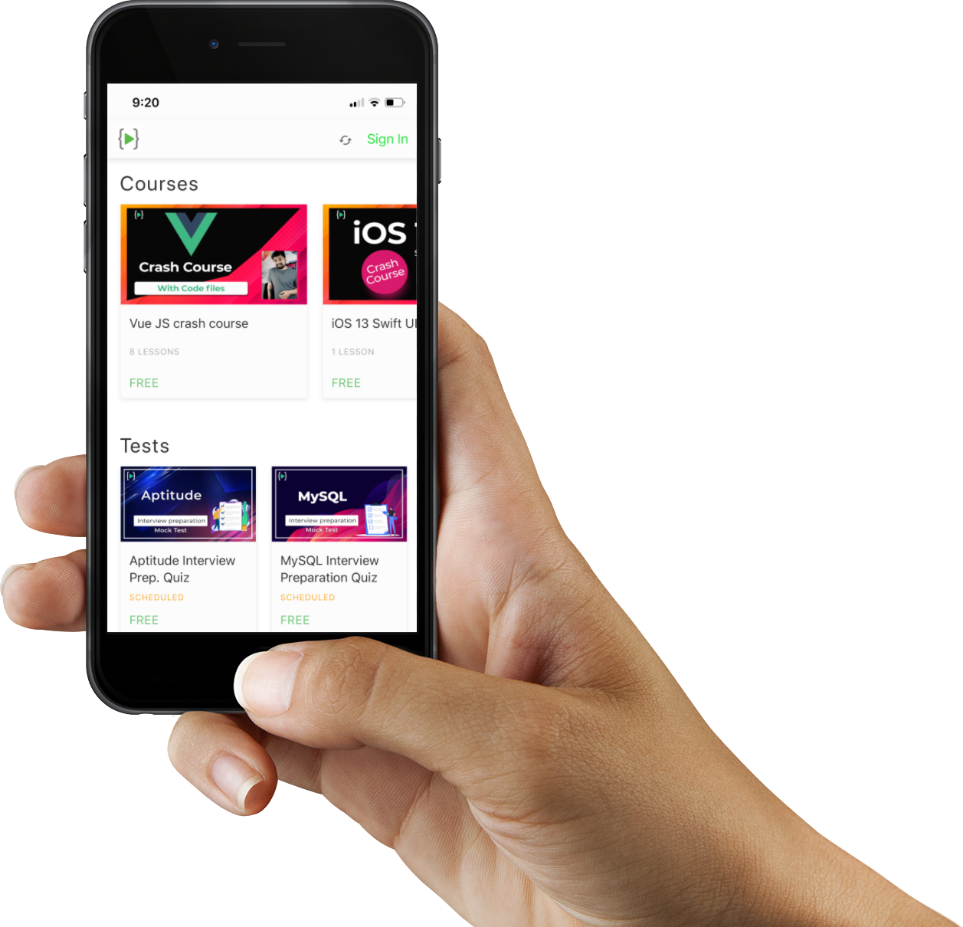 9:20
Sign In
Courses
Crash Course
With Code files
iOS 1
Crash
Course
Vue JS crash course
iOS 13 Swift UI
8 LESSONS
1 LESSON
FREE
FREE
Tests
Aptitude
Interview preparation
Mock Test
MySQL
Interview preparation
Mock Test
Aptitude Interview
Prep. Quiz
MySQL Interview
Preparation Quiz
SCHEDULED
SCHEDULED
FREE
FREE